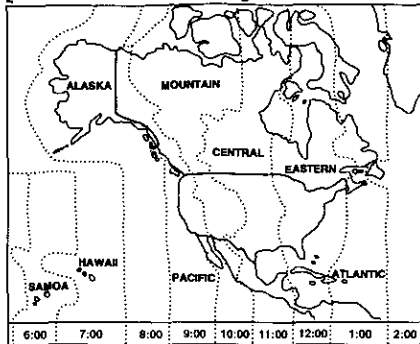 ALASKA
MOUNTAIN
CENTRAL
EASTERN
HAWAII
SAMOA
PACIFIC
ATLANTIC
6:00 7:00 8:00 9:00 10:00 11:00 12:00 1:00 2:00